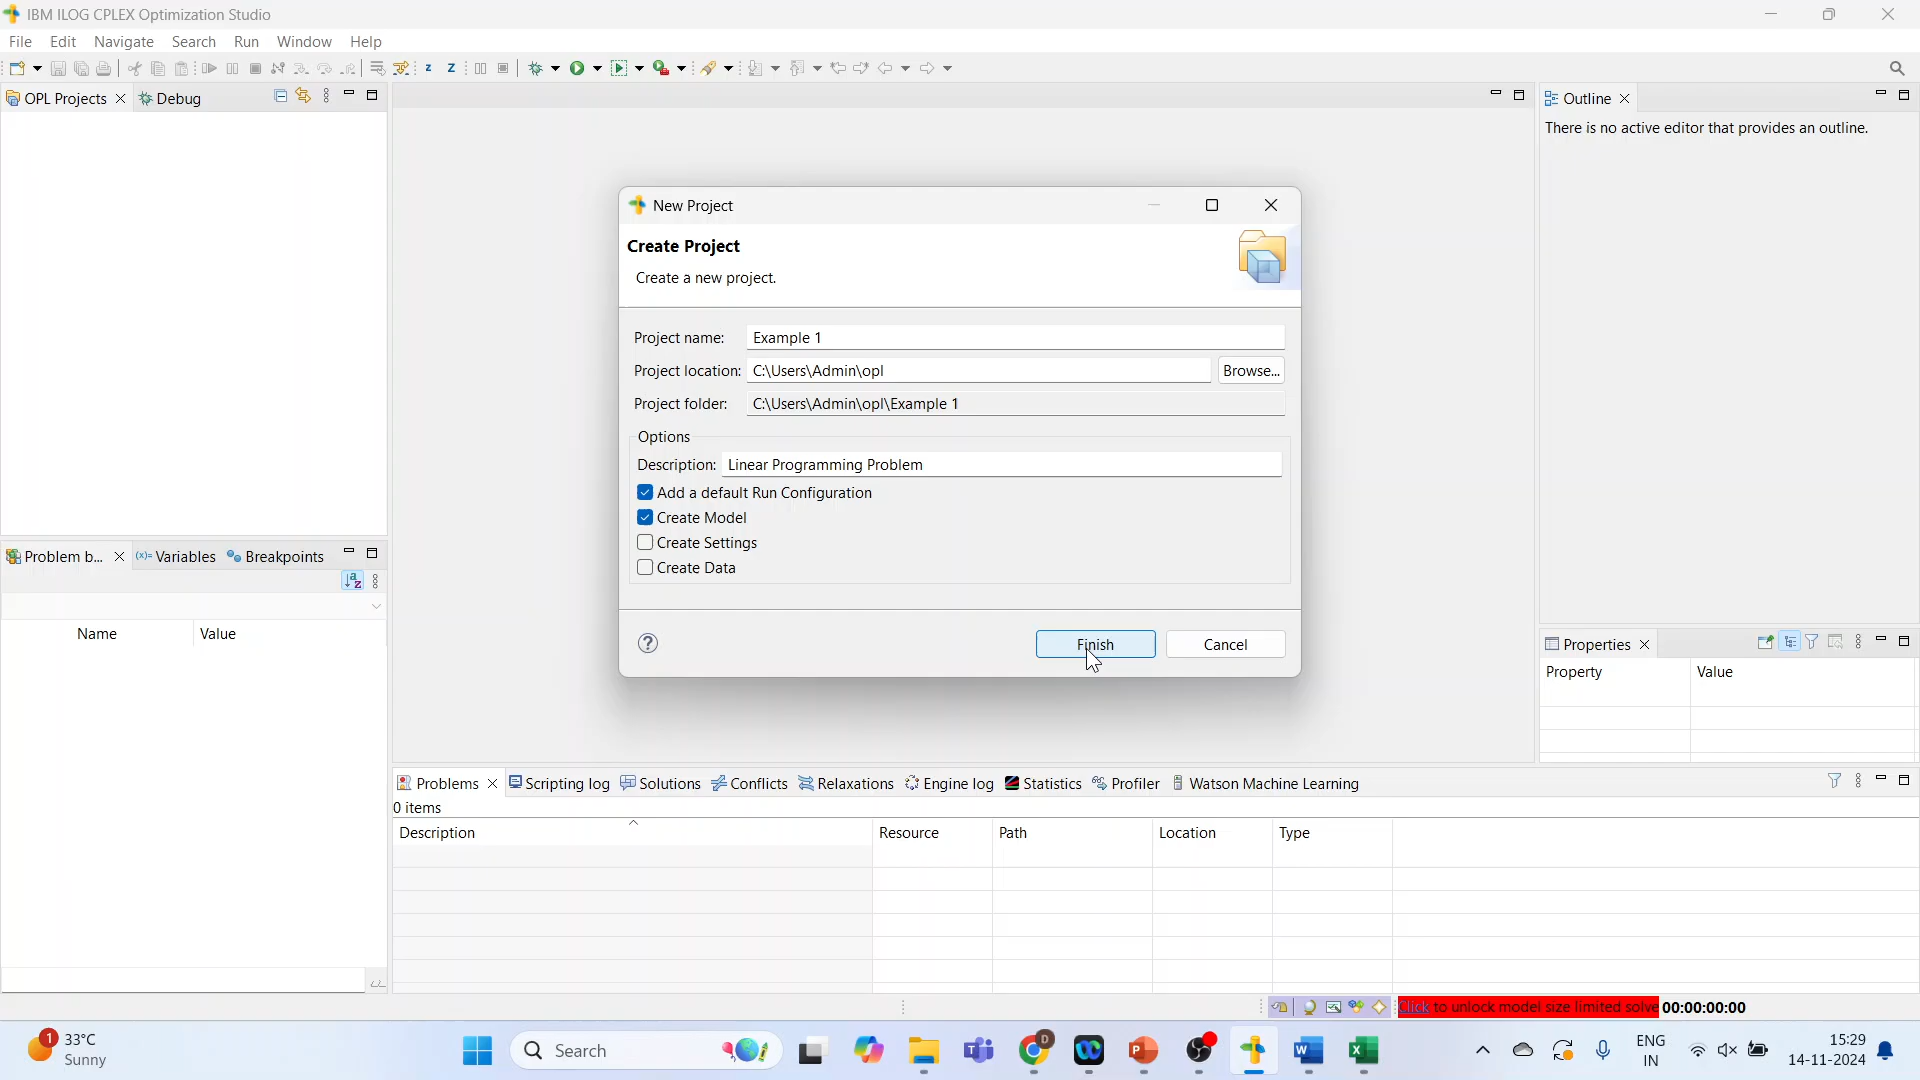 IBM ILOG CPLEX Optimization Studio
File Edit Navigate Search Run Window Help
OPL Projects Debug
Outline
There is no active editor that provides an outline.
New Project
Create Project
Create a new project.
Project name: Example 1
Project location: C:\Users\Admin\opl Browse...
Project folder: C:\Users\Admin\opl\Example 1
Options
Description: Linear Programming Problem
Add a default Run Configuration
Create Model
Create Settings
Create Data
Finish Cancel
Problem b... (x)= Variables Breakpoints
Name Value
Properties
Property Value
Problems Scripting log Solutions Conflicts Relaxations Engine log Statistics Profiler Watson Machine Learning
0 items
Description Resource Path Location Type
Click to unlock model size limited solve 00:00:00:00
1 33°C
Sunny
Search
D
ENG
IN
15:29
14-11-2024